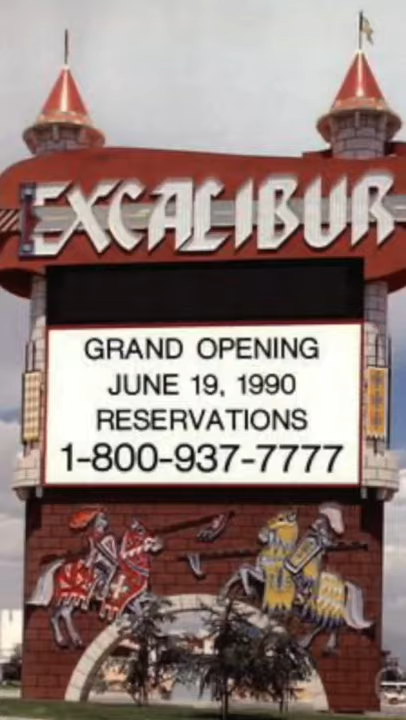 EXCALIBUR
GRAND OPENING
JUNE 19, 1990
RESERVATIONS
1-800-937-7777